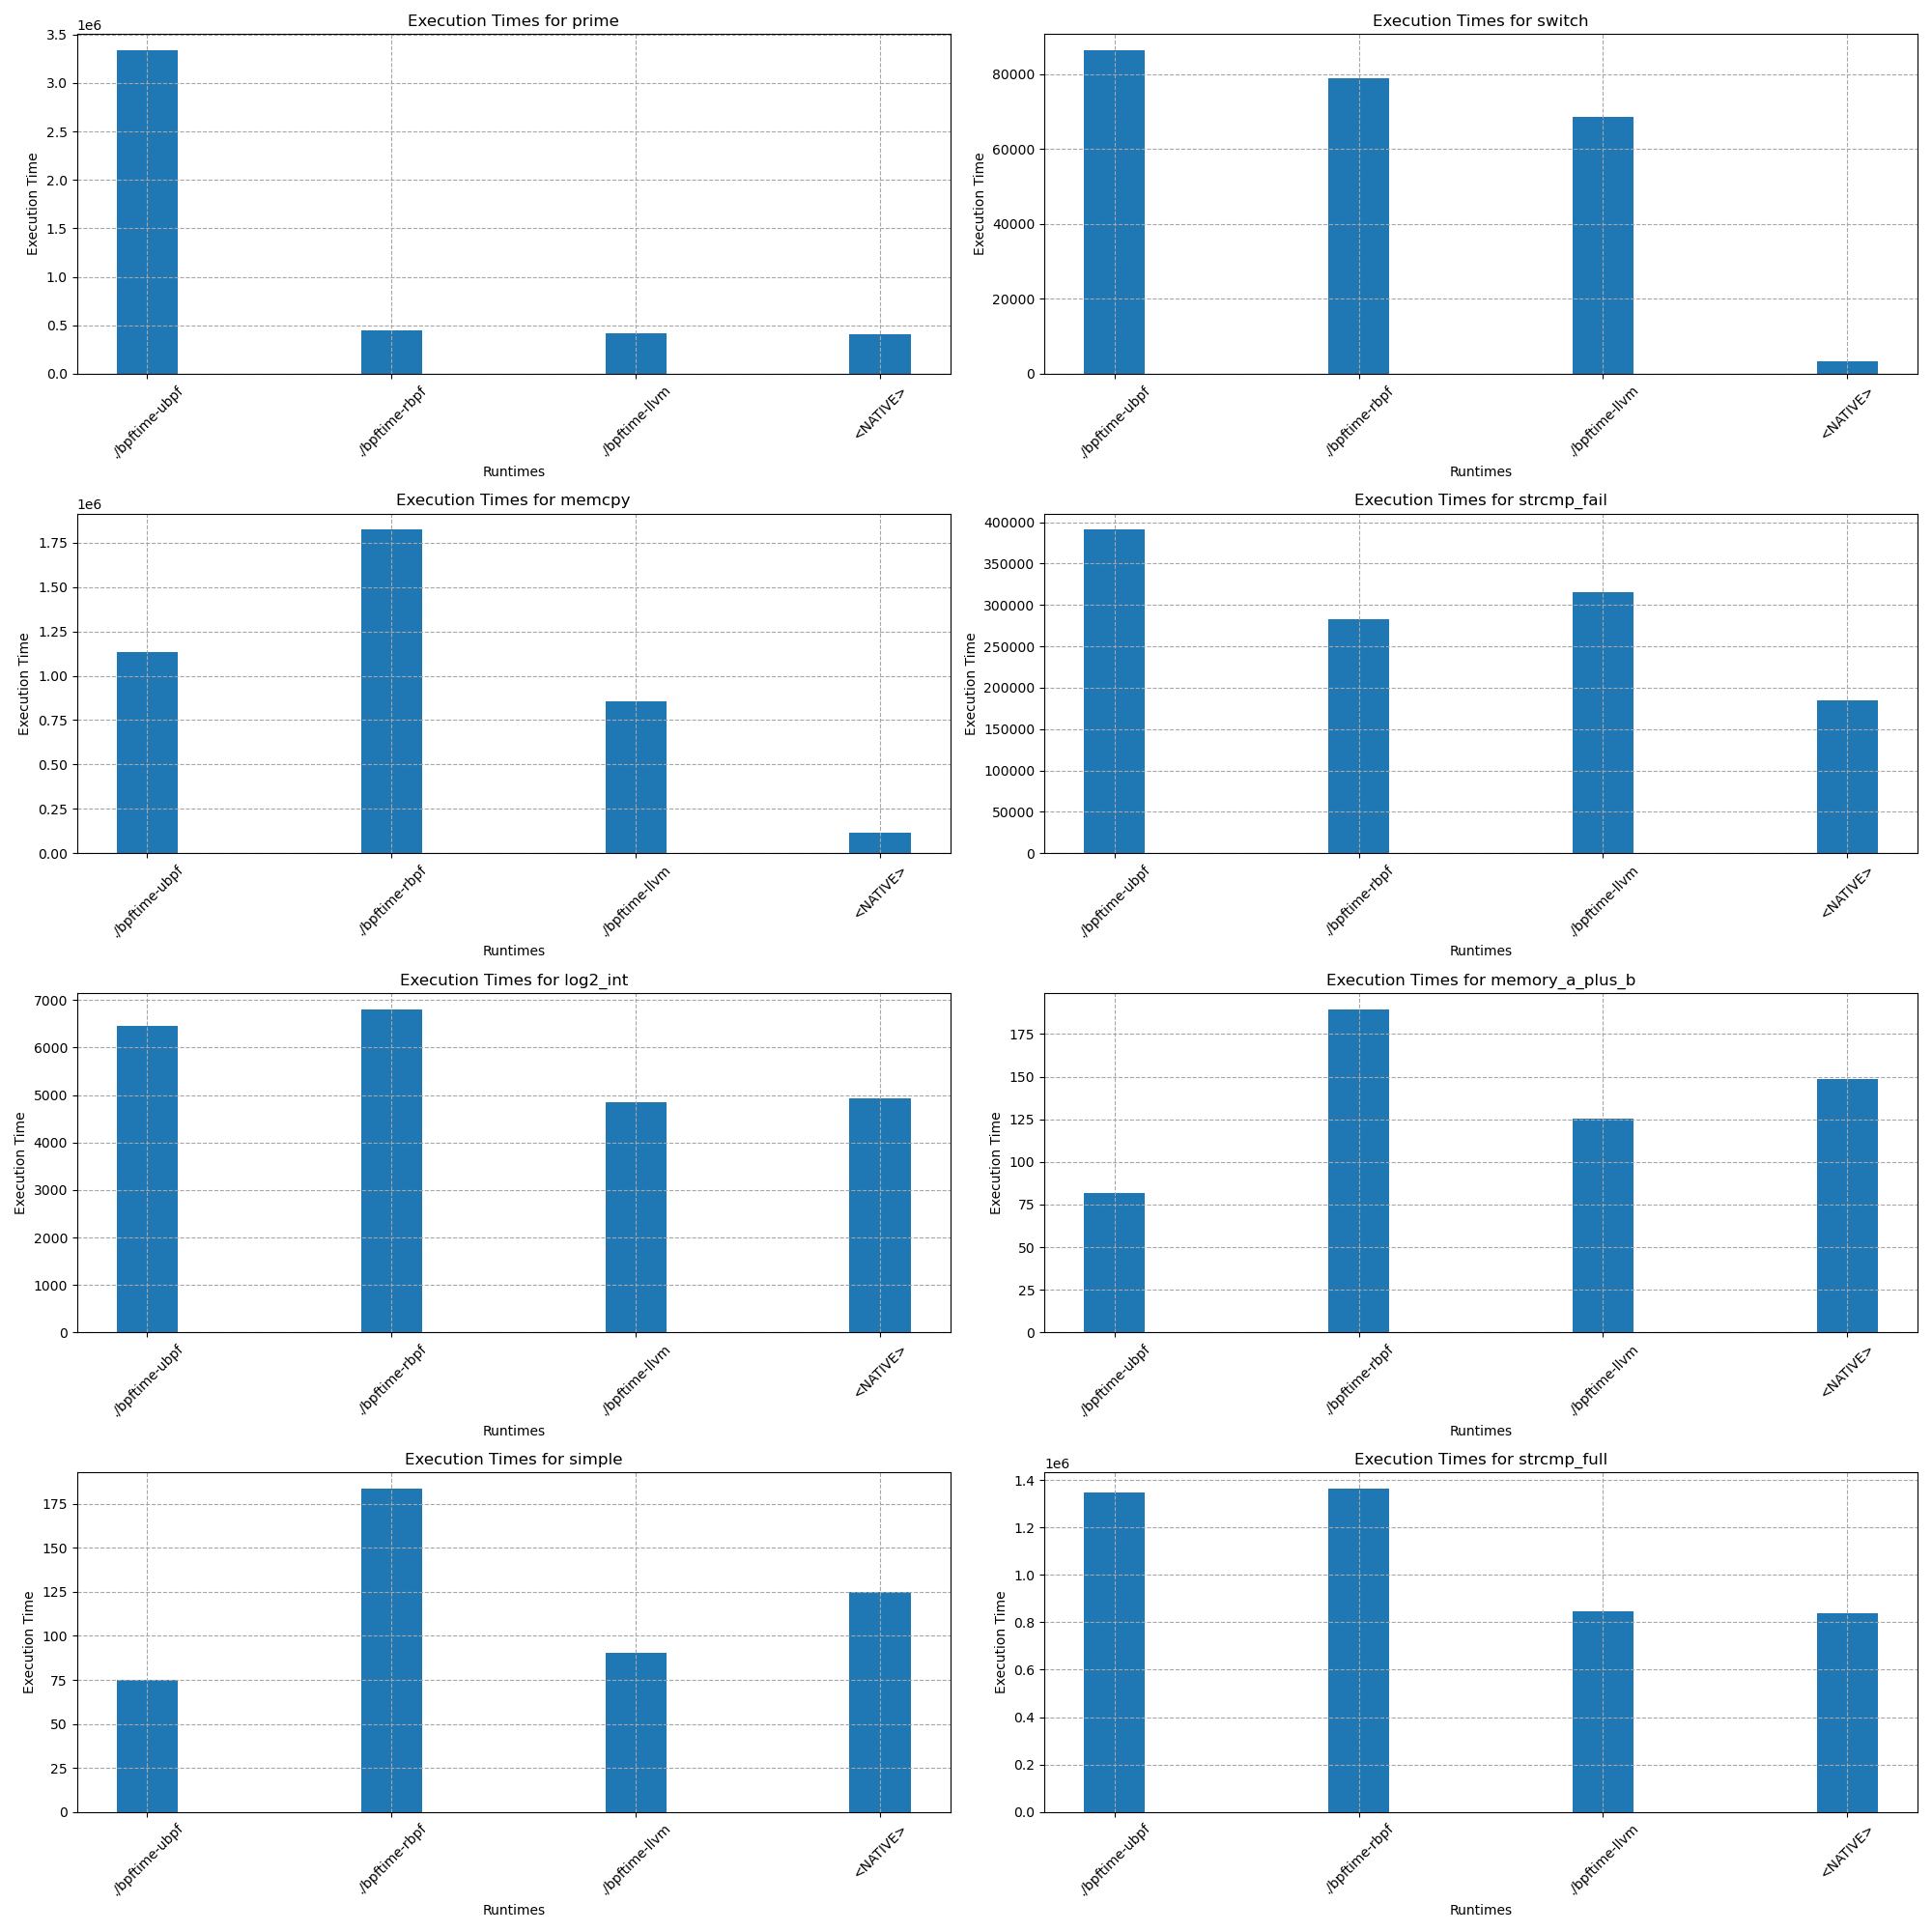 Execution Times for prime
1e6
3.5
3.0
2.5
2.0
1.5
1.0
0.5
0.0
Execution Time
./bpftime-ubpf
./bpftime-rbpf
./bpftime-llvm
<NATIVE>
Runtimes
Execution Times for switch
80000
60000
40000
20000
0
Execution Time
./bpftime-ubpf
./bpftime-rbpf
./bpftime-llvm
<NATIVE>
Runtimes
Execution Times for memcpy
1e6
1.75
1.50
1.25
1.00
0.75
0.50
0.25
0.00
Execution Time
./bpftime-ubpf
./bpftime-rbpf
./bpftime-llvm
<NATIVE>
Runtimes
Execution Times for strcmp_fail
400000
350000
300000
250000
200000
150000
100000
50000
0
Execution Time
./bpftime-ubpf
./bpftime-rbpf
./bpftime-llvm
<NATIVE>
Runtimes
Execution Times for log2_int
7000
6000
5000
4000
3000
2000
1000
0
Execution Time
./bpftime-ubpf
./bpftime-rbpf
./bpftime-llvm
<NATIVE>
Runtimes
Execution Times for memory_a_plus_b
175
150
125
100
75
50
25
0
Execution Time
./bpftime-ubpf
./bpftime-rbpf
./bpftime-llvm
<NATIVE>
Runtimes
Execution Times for simple
175
150
125
100
75
50
25
0
Execution Time
./bpftime-ubpf
./bpftime-rbpf
./bpftime-llvm
<NATIVE>
Runtimes
Execution Times for strcmp_full
1e6
1.4
1.2
1.0
0.8
0.6
0.4
0.2
0.0
Execution Time
./bpftime-ubpf
./bpftime-rbpf
./bpftime-llvm
<NATIVE>
Runtimes